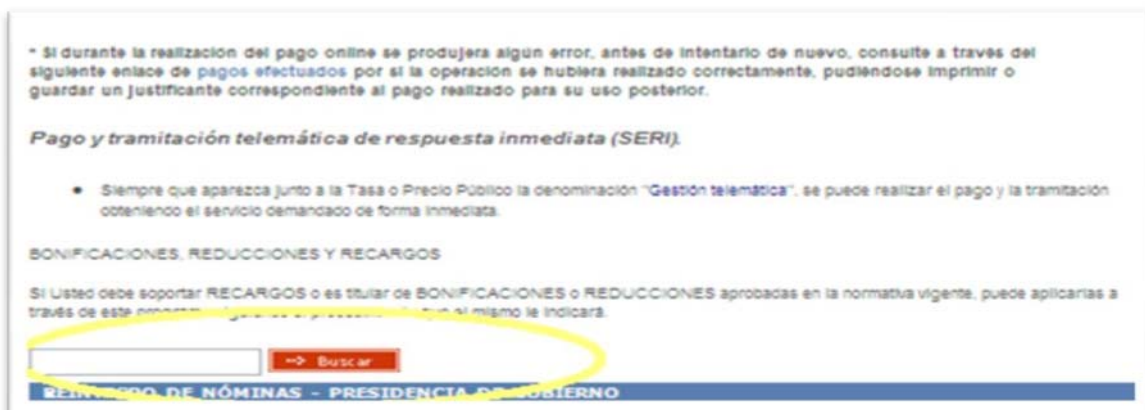 * Si durante la realización del pago online se produjera algún error, antes de intentarlo de nuevo, consulte a través del
siguiente enlace de pagos efectuados por si la operación se hubiera realizado correctamente, pudiéndose imprimir o
guardar un justificante correspondiente al pago realizado para su uso posterior.
Pago y tramitación telemática de respuesta inmediata (SERI).
• Siempre que aparezca junto a la Tasa o Precio Público la denominación "Gestión telemática", se puede realizar el pago y la tramitación
obteniendo el servicio demandado de forma inmediata.
BONIFICACIONES, REDUCCIONES Y RECARGOS
Si Usted debe soportar RECARGOS o es titular de BONIFICACIONES o REDUCCIONES aprobadas en la normativa vigente, puede aplicarlas a
través de este el mismo le indicará.
Buscar
REINTEGRO DE NÓMINAS - PRESIDENCIA DE GOBIERNO